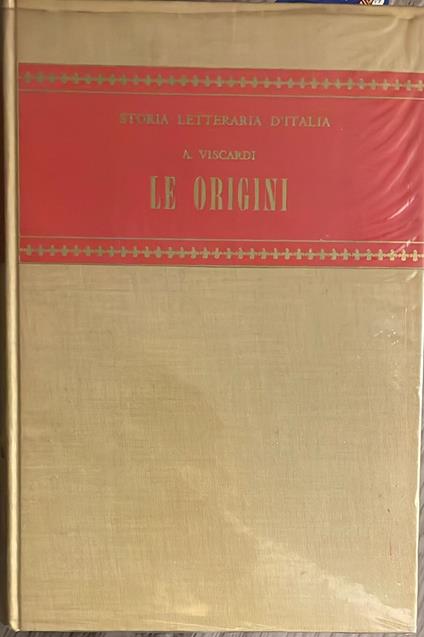 STORIA LETTERARIA D'ITALIA
A. VISCARDI
LE ORIGINI